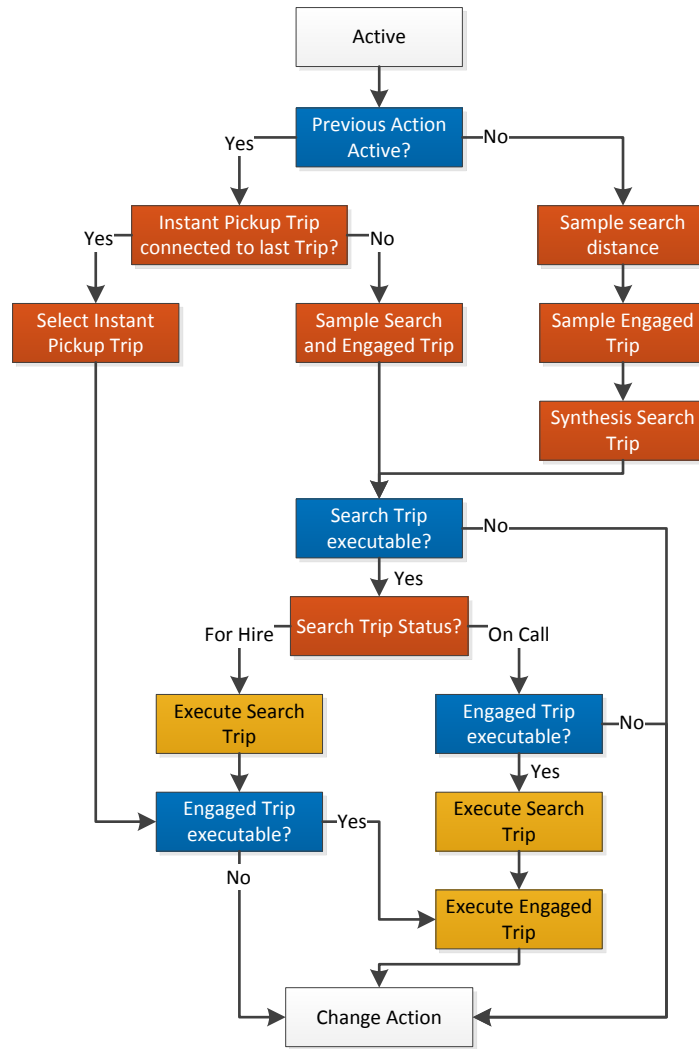 Active
Previous Action
Active?
Yes
No
Instant Pickup Trip
connected to last Trip?
Sample search
distance
Yes
No
Select Instant
Pickup Trip
Sample Search
and Engaged Trip
Sample Engaged
Trip
Synthesis Search
Trip
Search Trip
executable?
No
Yes
Search Trip Status?
For Hire
On Call
Execute Search
Trip
Engaged Trip
executable?
No
Yes
Engaged Trip
executable?
Yes
Execute Search
Trip
No
Execute Engaged
Trip
Change Action